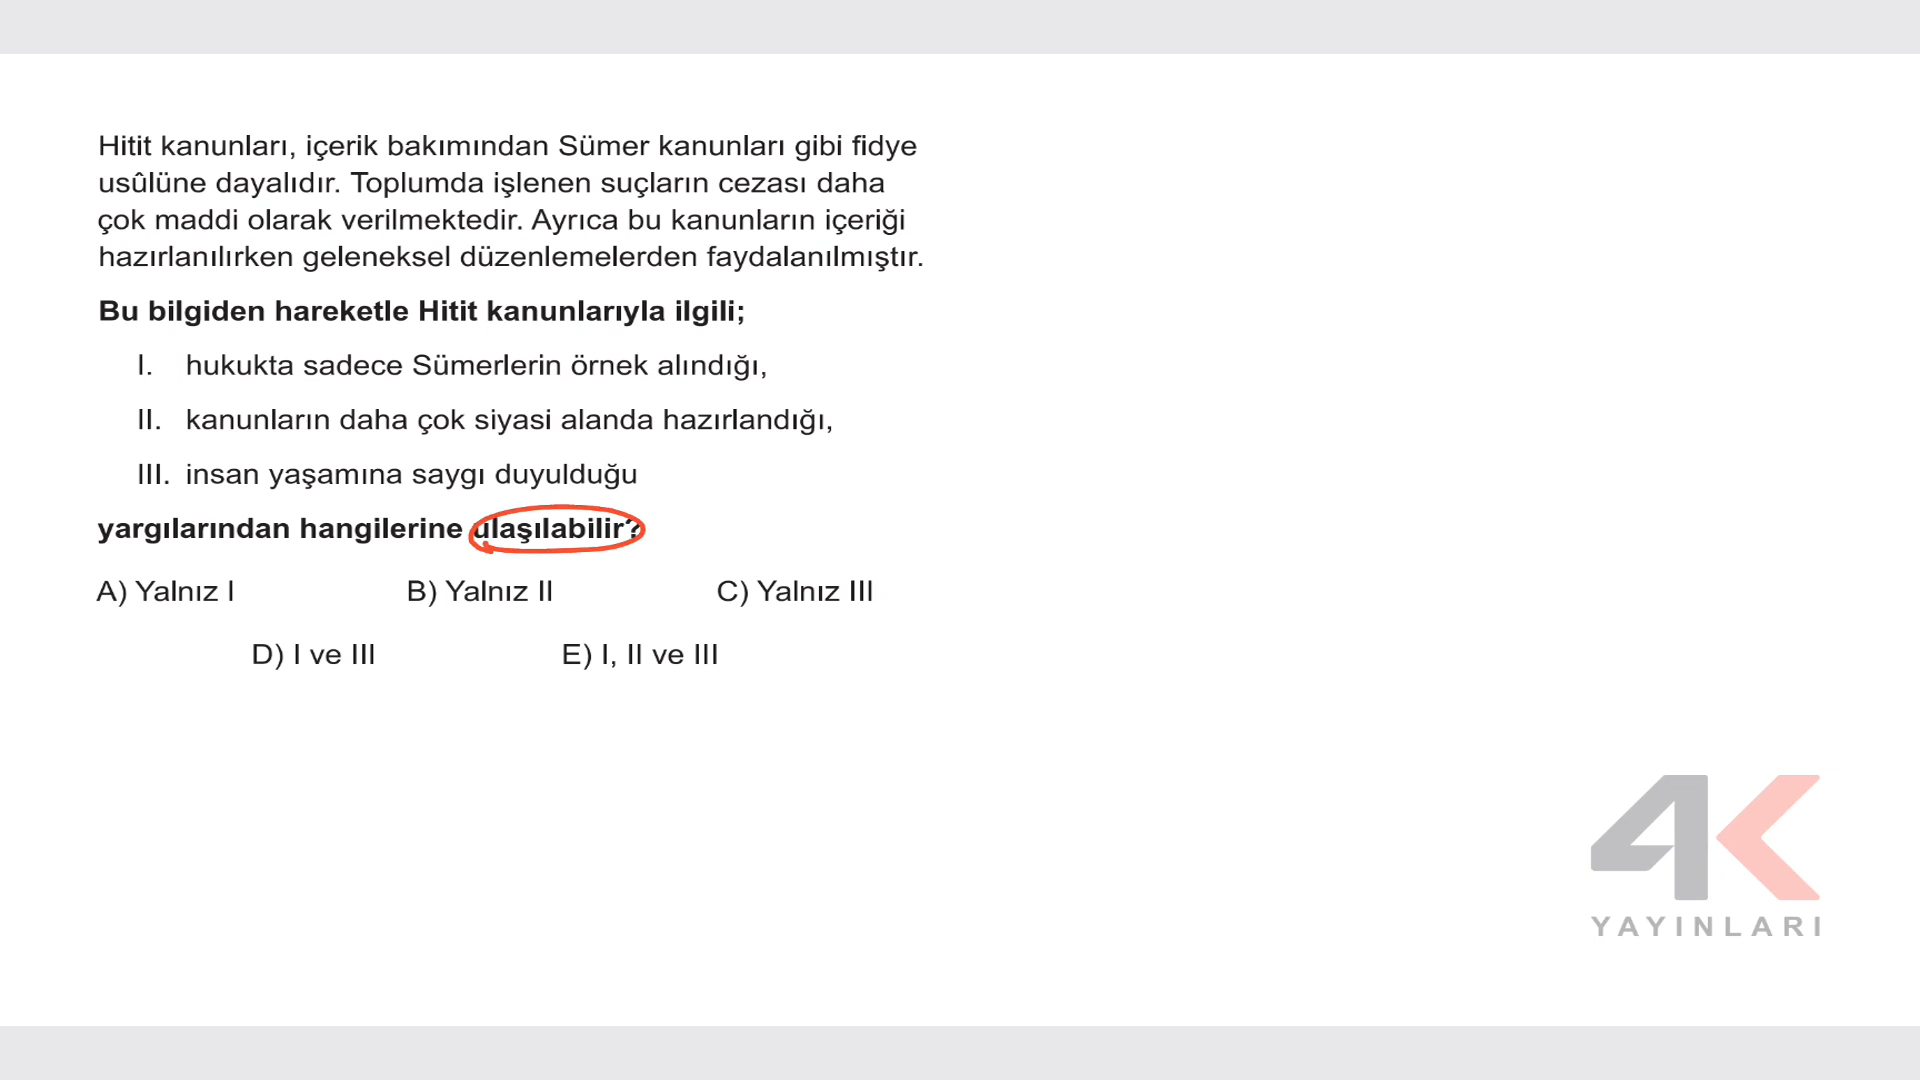 Hitit kanunları, içerik bakımından Sümer kanunları gibi fidye
usûlüne dayalıdır. Toplumda işlenen suçların cezası daha
çok maddi olarak verilmektedir. Ayrıca bu kanunların içeriği
hazırlanılırken geleneksel düzenlemelerden faydalanılmıştır.
Bu bilgiden hareketle Hitit kanunlarıyla ilgili;
I. hukukta sadece Sümerlerin örnek alındığı,
II. kanunların daha çok siyasi alanda hazırlandığı,
III. insan yaşamına saygı duyulduğu
yargılarından hangilerine ulaşılabilir?
A) Yalnız I B) Yalnız II C) Yalnız III
D) I ve III E) I, II ve III
4K
YAYINLARI